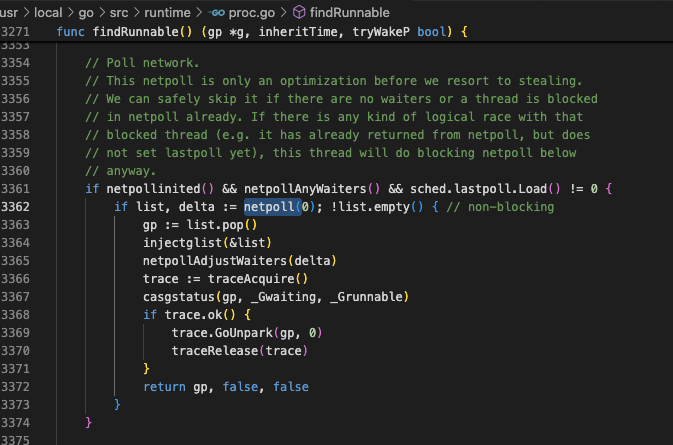 usr > local > go > src > runtime > proc.go > findRunnable
3271 func findRunnable() (gp *g, inheritTime, tryWakeP bool) {
3353
3354 // Poll network.
3355 // This netpoll is only an optimization before we resort to stealing.
3356 // We can safely skip it if there are no waiters or a thread is blocked
3357 // in netpoll already. If there is any kind of logical race with that
3358 // blocked thread (e.g. it has already returned from netpoll, but does
3359 // not set lastpoll yet), this thread will do blocking netpoll below
3360 // anyway.
3361 if netpollinited() && netpollAnyWaiters() && sched.lastpoll.Load() != 0 {
3362 if list, delta := netpoll(0); !list.empty() { // non-blocking
3363 gp := list.pop()
3364 injectglist(&list)
3365 netpollAdjustWaiters(delta)
3366 trace := traceAcquire()
3367 casgstatus(gp, _Gwaiting, _Grunnable)
3368 if trace.ok() {
3369 trace.GoUnpark(gp, 0)
3370 traceRelease(trace)
3371 }
3372 return gp, false, false
3373 }
3374 }
3375